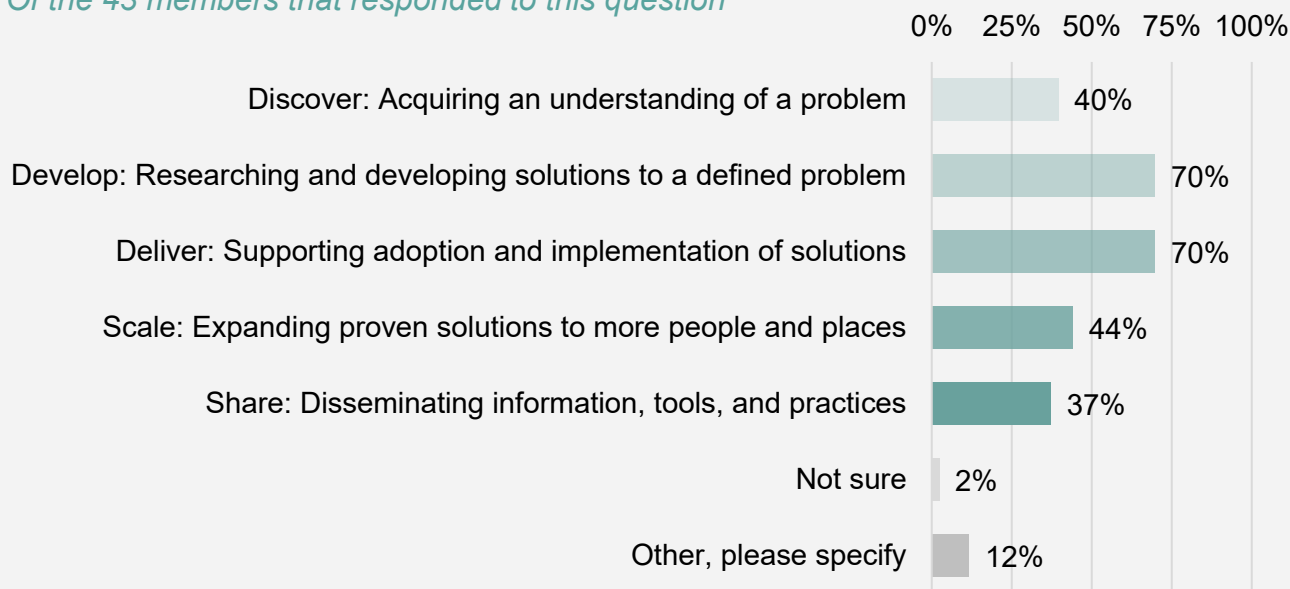 Of the 43 members that responded to this question
0% 25% 50% 75% 100%
Discover: Acquiring an understanding of a problem 40%
Develop: Researching and developing solutions to a defined problem 70%
Deliver: Supporting adoption and implementation of solutions 70%
Scale: Expanding proven solutions to more people and places 44%
Share: Disseminating information, tools, and practices 37%
Not sure 2%
Other, please specify 12%